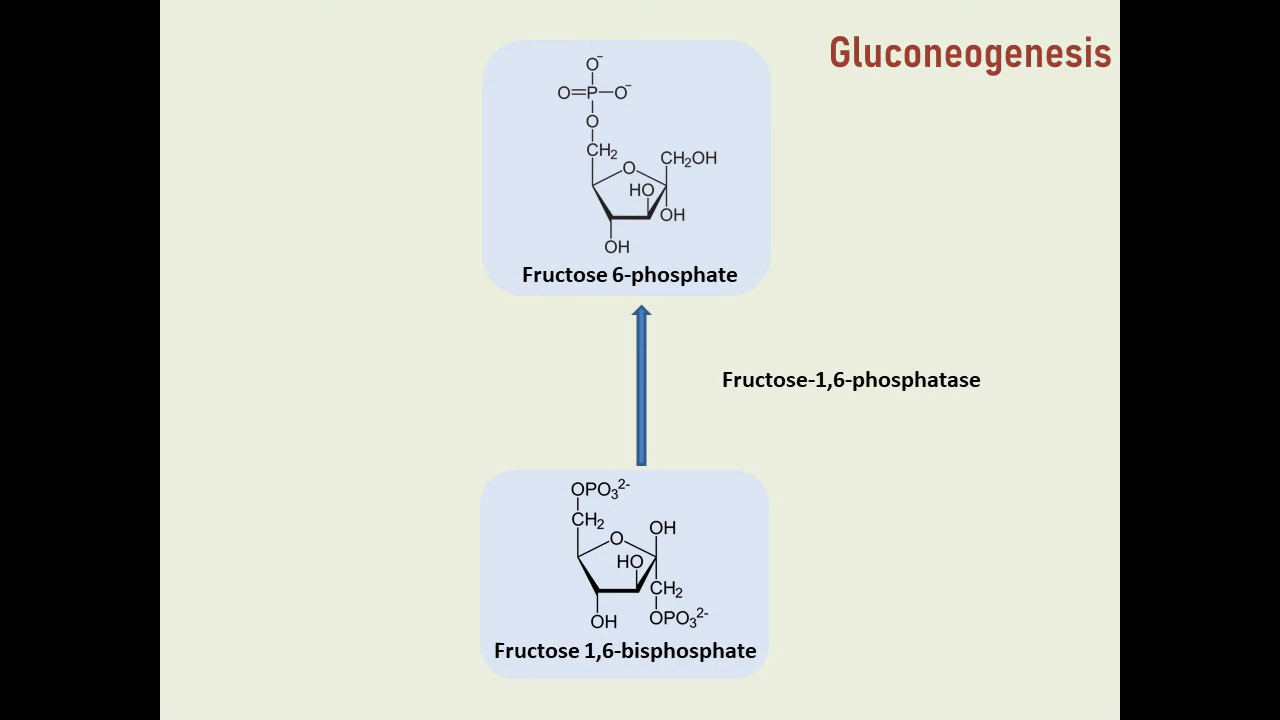 Gluconeogenesis
O⁻
O=P—O⁻
O
CH₂
CH₂OH
O
HO
OH
OH
Fructose 6-phosphate
Fructose-1,6-phosphatase
OPO₃²⁻
CH₂
OH
O
HO
CH₂
OH
OPO₃²⁻
Fructose 1,6-bisphosphate